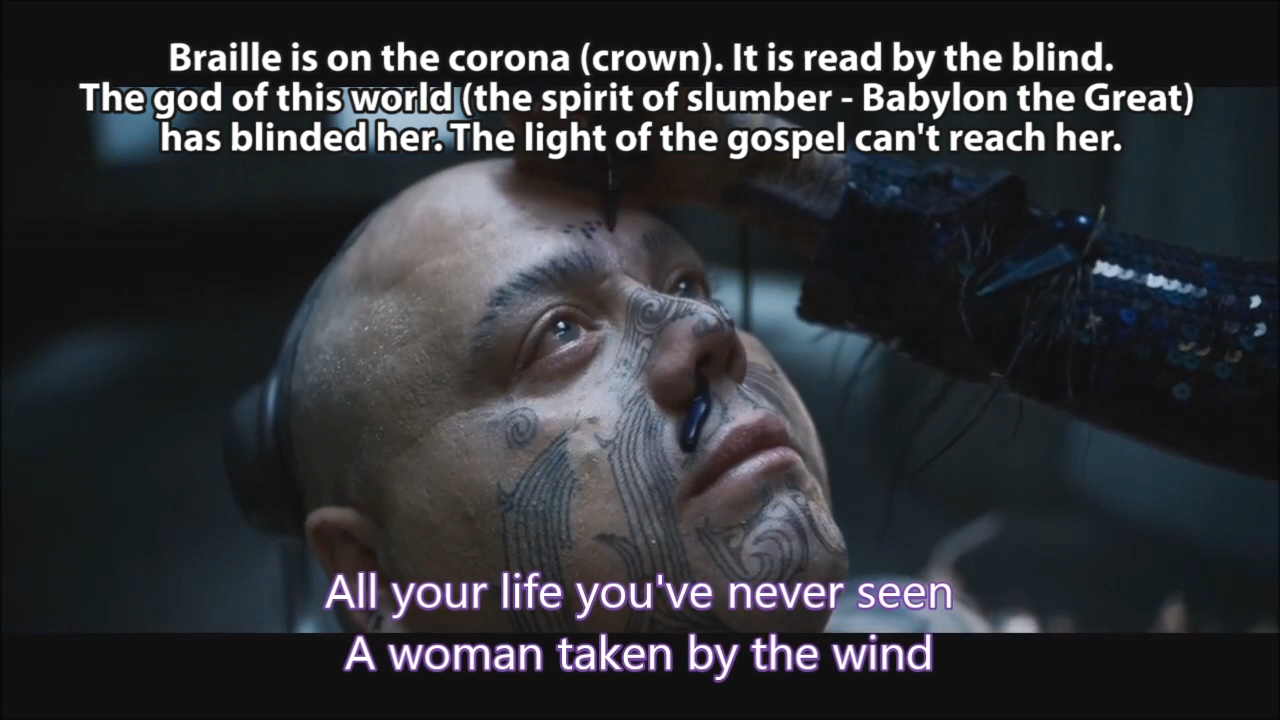 Braille is on the corona (crown). It is read by the blind.
The god of this world (the spirit of slumber - Babylon the Great)
has blinded her. The light of the gospel can't reach her.
All your life you've never seen
A woman taken by the wind